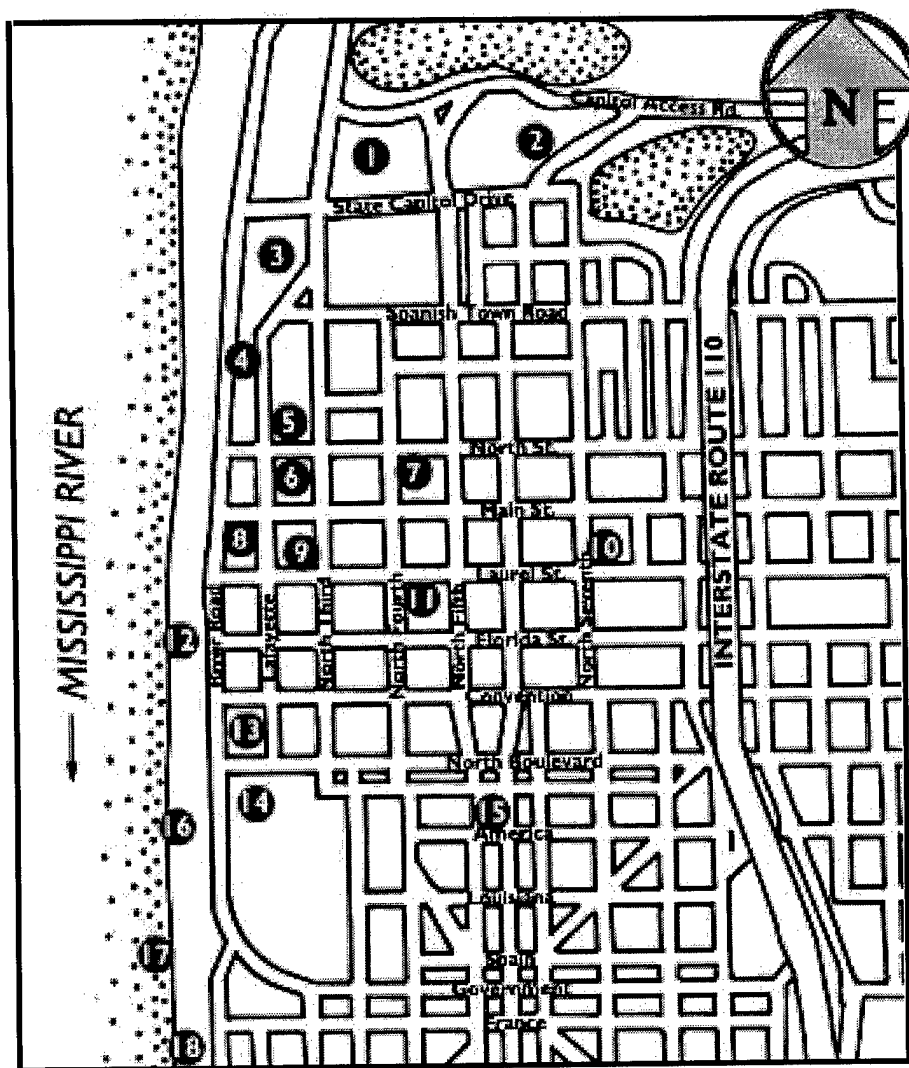 Capitol Access Rd.
N
1
2
State Capitol Drive
3
Spanish Town Road
4
INTERSTATE ROUTE 110
5
MISSISSIPPI RIVER
North St.
6
7
Main St.
8
9
10
Laurel St.
11
River Road
Lafayette
North Third
North Fourth
North Fifth
North Seventh
12
Florida St.
Convention
13
North Boulevard
14
15
16
America
Louisiana
17
Spain
Government
France
18